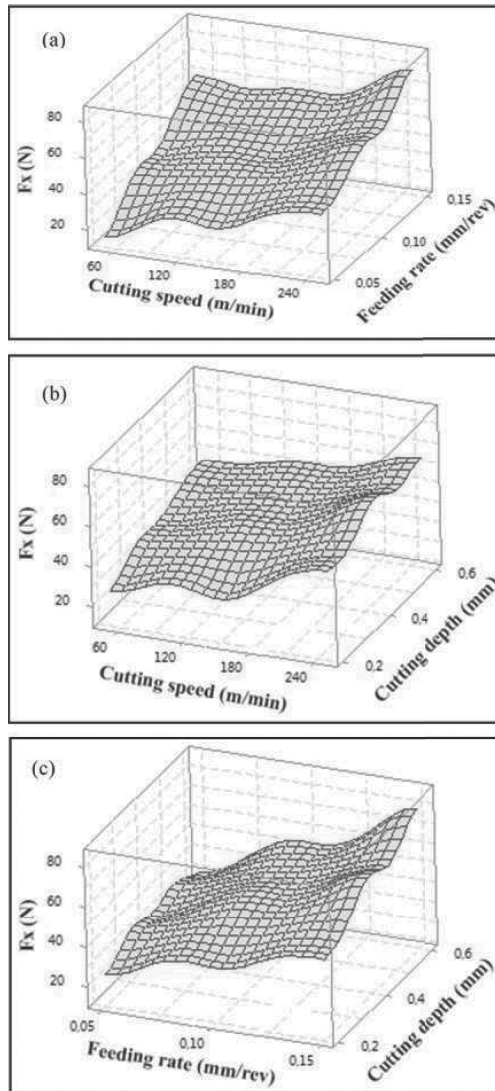 (a)
80
60
40
20
Fx (N)
60
120
180
240
Cutting speed (m/min)
0,05
0,10
0,15
Feeding rate (mm/rev)
(b)
80
60
40
20
Fx (N)
60
120
180
240
Cutting speed (m/min)
0,2
0,4
0,6
Cutting depth (mm)
(c)
80
60
40
20
Fx (N)
0,05
0,10
0,15
Feeding rate (mm/rev)
0,2
0,4
0,6
Cutting depth (mm)